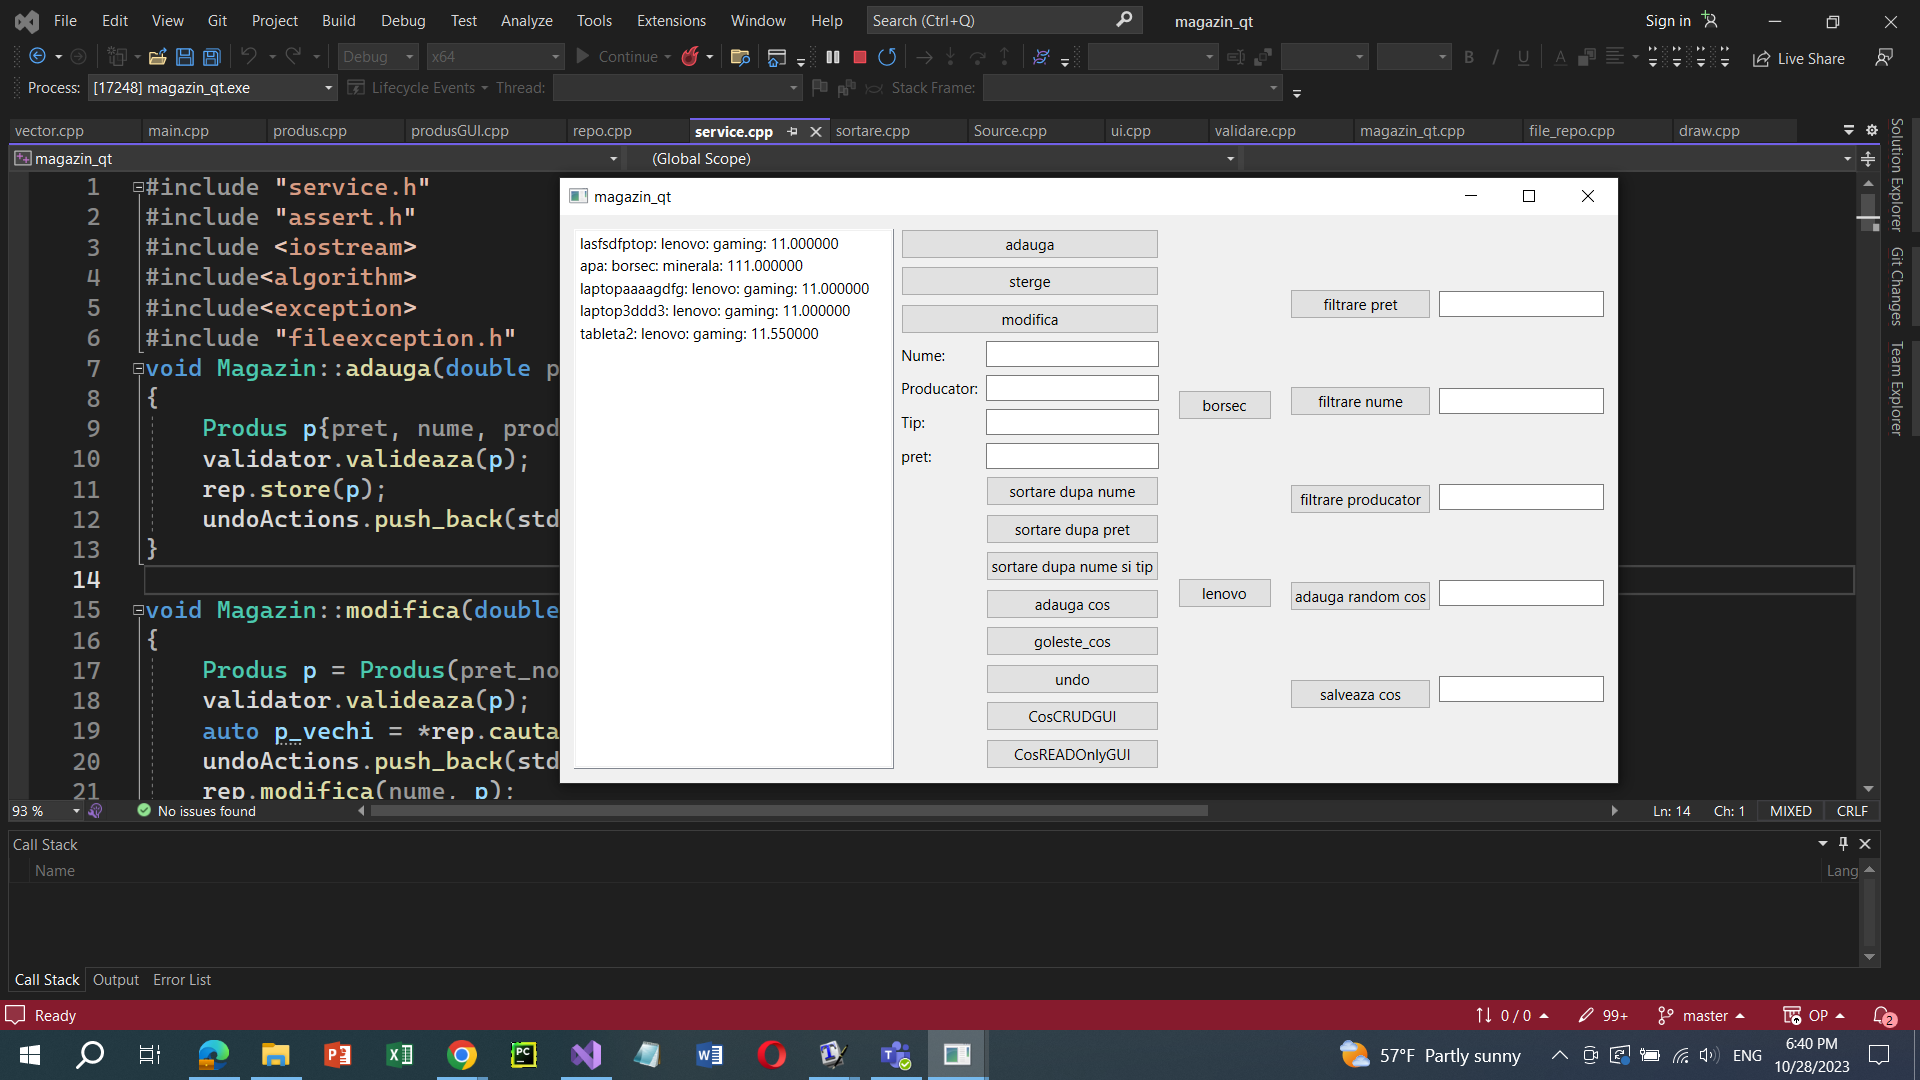 File Edit View Git Project Build Debug Test Analyze Tools Extensions Window Help Search (Ctrl+Q) magazin_qt Sign in
Debug x64 Continue Live Share
Process: [17248] magazin_qt.exe Lifecycle Events Thread: Stack Frame:
vector.cpp main.cpp produs.cpp produsGUI.cpp repo.cpp service.cpp sortare.cpp Source.cpp ui.cpp validare.cpp magazin_qt.cpp file_repo.cpp draw.cpp
magazin_qt (Global Scope)
1 #include "service.h"
2 #include "assert.h"
3 #include <iostream>
4 #include<algorithm>
5 #include<exception>
6 #include "fileexception.h"
7 void Magazin::adauga(double p
8 {
9 Produs p{pret, nume, prod
10 validator.valideaza(p);
11 rep.store(p);
12 undoActions.push_back(std
13 }
14
15 void Magazin::modifica(double
16 {
17 Produs p = Produs(pret_no
18 validator.valideaza(p);
19 auto p_vechi = *rep.cauta
20 undoActions.push_back(std
21 rep.modifica(nume, p);
magazin_qt
lasfsdfptop: lenovo: gaming: 11.000000
apa: borsec: minerala: 111.000000
laptopaaaagdfg: lenovo: gaming: 11.000000
laptop3ddd3: lenovo: gaming: 11.000000
tableta2: lenovo: gaming: 11.550000
adauga
sterge
modifica
Nume:
Producator:
Tip:
pret:
sortare dupa nume
sortare dupa pret
sortare dupa nume si tip
adauga cos
goleste_cos
undo
CosCRUDGUI
CosREADOnlyGUI
borsec
lenovo
filtrare pret
filtrare nume
filtrare producator
adauga random cos
salveaza cos
Solution Explorer
Git Changes
Team Explorer
93 % No issues found Ln: 14 Ch: 1 MIXED CRLF
Call Stack
Name Lang
Call Stack Output Error List
Ready 0 / 0 99+ master OP 2
57°F Partly sunny ENG 6:40 PM
10/28/2023